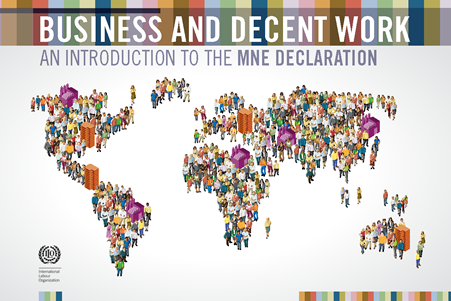 BUSINESS AND DECENT WORK
AN INTRODUCTION TO THE MNE DECLARATION
International
Labour
Organization